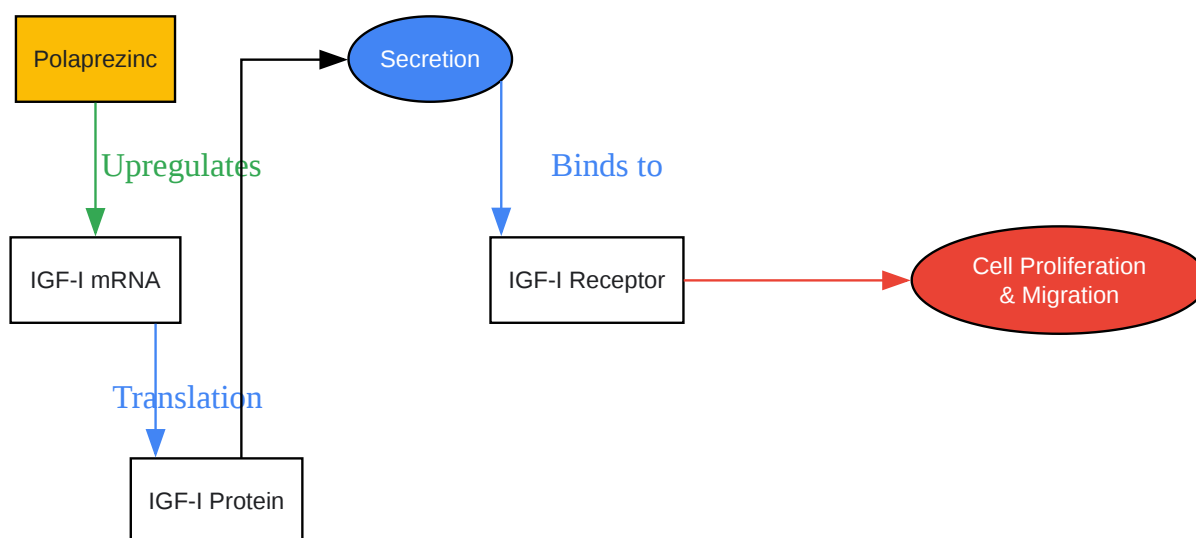 Polaprezinc
Secretion
Upregulates
Binds to
IGF-I mRNA
IGF-I Receptor
Cell Proliferation
& Migration
Translation
IGF-I Protein